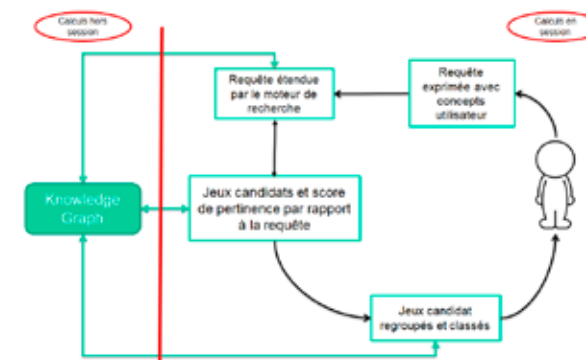 Calculs hors
session
Calculs en
session
Requête étendue
par le moteur de
recherche
Requête
exprimée avec
concepts
utilisateur
Knowledge
Graph
Jeux candidats et score
de pertinence par rapport
à la requête
Jeux candidat
regroupés et classés